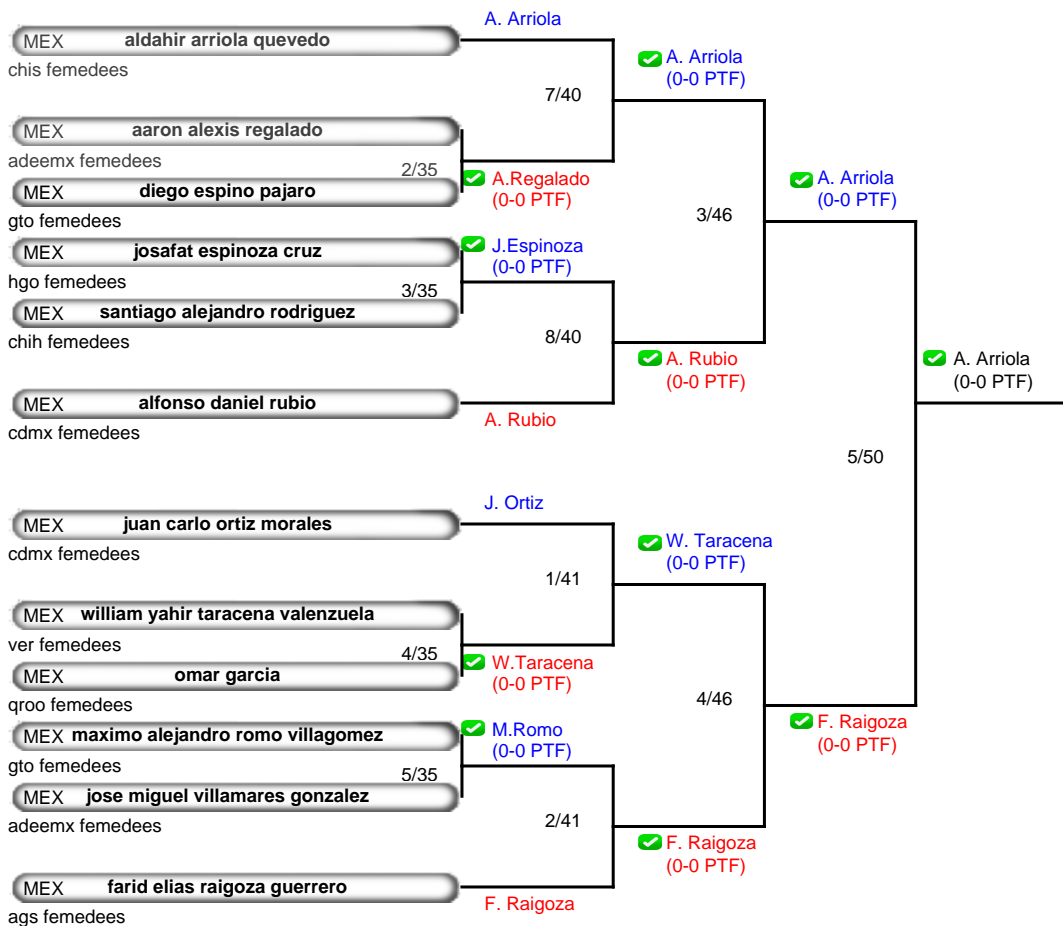 A. Arriola
MEX aldahir arriola quevedo
chis femedees
A. Arriola
(0-0 PTF)
7/40
MEX aaron alexis regalado
adeemx femedees
2/35
MEX diego espino pajaro
gto femedees
A.Regalado
(0-0 PTF)
A. Arriola
(0-0 PTF)
3/46
MEX josafat espinoza cruz
hgo femedees
J.Espinoza
(0-0 PTF)
3/35
MEX santiago alejandro rodriguez
chih femedees
8/40
A. Rubio
(0-0 PTF)
A. Arriola
(0-0 PTF)
MEX alfonso daniel rubio
cdmx femedees
A. Rubio
5/50
J. Ortiz
MEX juan carlo ortiz morales
cdmx femedees
W. Taracena
(0-0 PTF)
1/41
MEX william yahir taracena valenzuela
ver femedees
4/35
MEX omar garcia
qroo femedees
W.Taracena
(0-0 PTF)
4/46
MEX maximo alejandro romo villagomez
gto femedees
M.Romo
(0-0 PTF)
F. Raigoza
(0-0 PTF)
5/35
MEX jose miguel villamares gonzalez
adeemx femedees
2/41
F. Raigoza
(0-0 PTF)
MEX farid elias raigoza guerrero
ags femedees
F. Raigoza